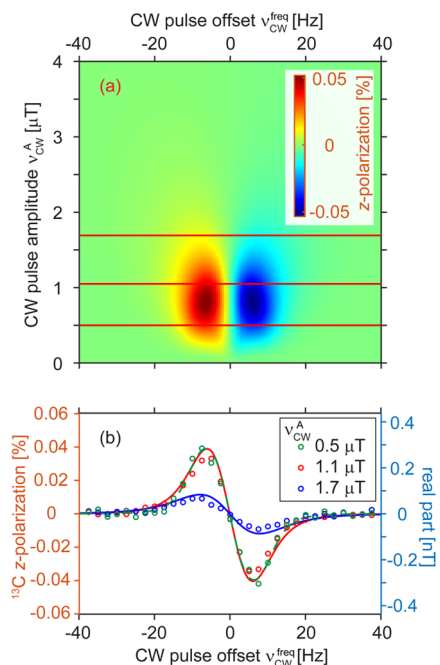 CW pulse offset ν_CW^freq [Hz]
-40 -20 0 20 40
(a)
CW pulse amplitude ν_CW^A [μT]
4
3
2
1
0
0.05
0
-0.05
z-polarization [%]
(b)
¹³C z-polarization [%]
0.06
0.04
0.02
0
-0.02
-0.04
-0.06
ν_CW^A
0.5 μT
1.1 μT
1.7 μT
0.4
0.2
0
-0.2
-0.4
real part [nT]
-40 -20 0 20 40
CW pulse offset ν_CW^freq [Hz]